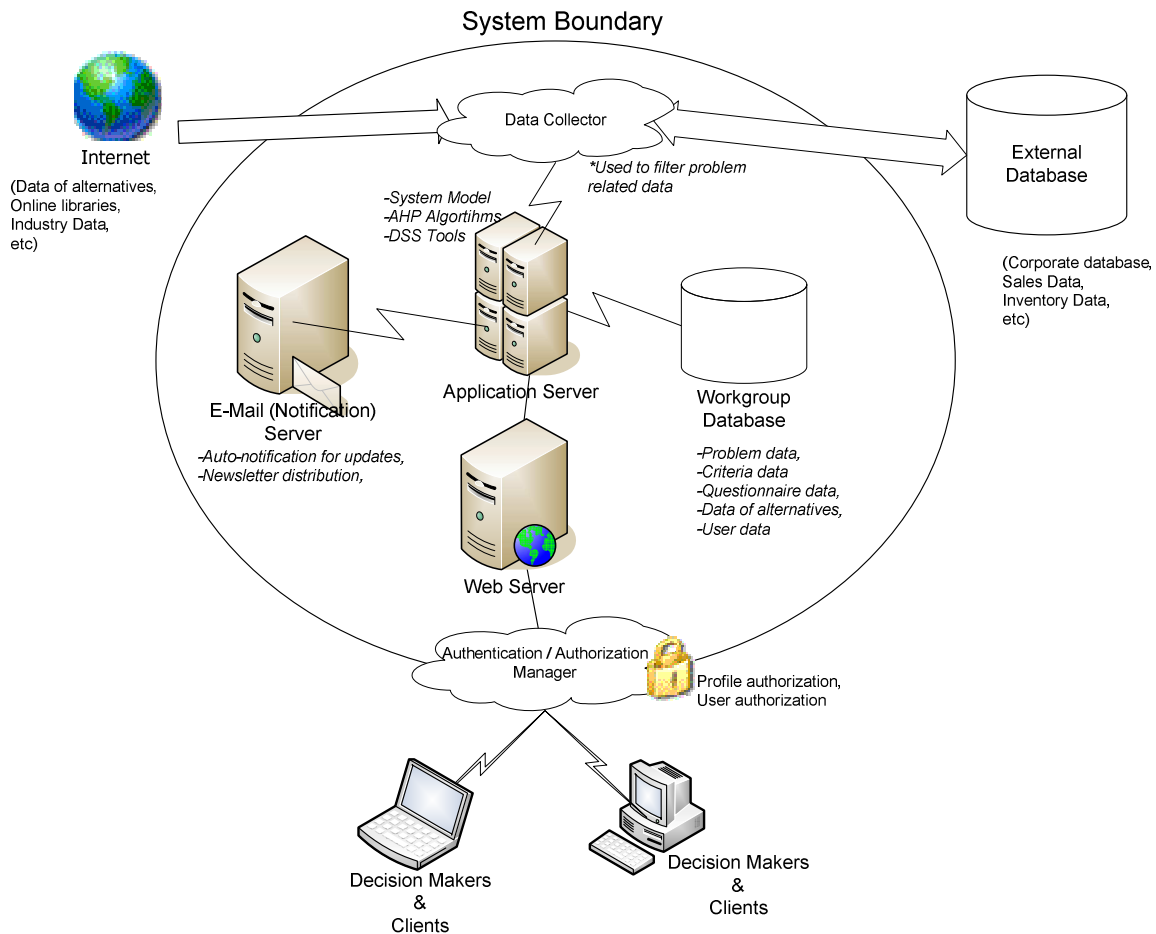 System Boundary
Internet
(Data of alternatives,
Online libraries,
Industry Data,
etc)
Data Collector
*Used to filter problem
related data
External
Database
(Corporate database,
Sales Data,
Inventory Data,
etc)
-System Model
-AHP Algortihms
-DSS Tools
Application Server
E-Mail (Notification)
Server
-Auto-notification for updates,
-Newsletter distribution,
Workgroup
Database
-Problem data,
-Criteria data
-Questionnaire data,
-Data of alternatives,
-User data
Web Server
Authentication / Authorization
Manager
Profile authorization,
User authorization
Decision Makers
&
Clients
Decision Makers
&
Clients